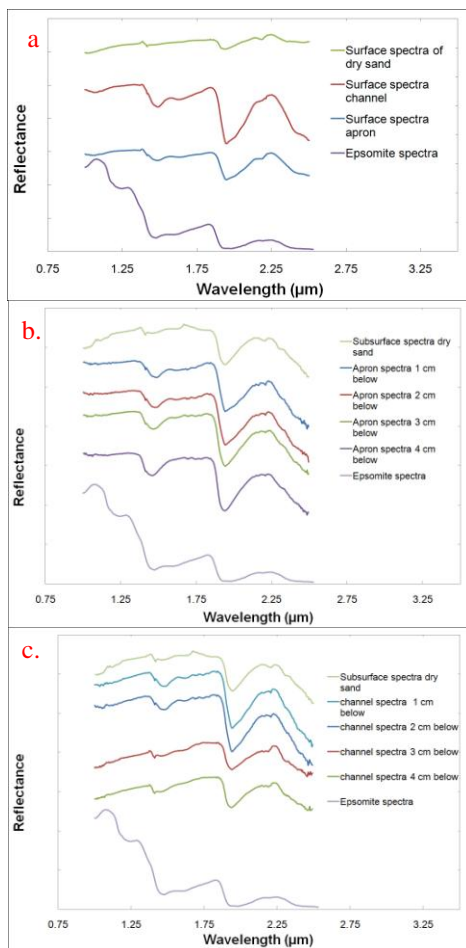 a
Surface spectra of
dry sand
Surface spectra
channel
Surface spectra
apron
Epsomite spectra
Reflectance
0.75 1.25 1.75 2.25 2.75 3.25
Wavelength (µm)
b.
Subsurface spectra dry
sand
Apron spectra 1 cm
below
Apron spectra 2 cm
below
Apron spectra 3 cm
below
Apron spectra 4 cm
below
Epsomite spectra
Reflectance
0.75 1.25 1.75 2.25 2.75 3.25
Wavelength (µm)
c.
Subsurface spectra dry
sand
channel spectra 1 cm
below
channel spectra 2 cm below
channel spectra 3 cm below
channel spectra 4 cm below
Epsomite spectra
Reflectance
0.75 1.25 1.75 2.25 2.75 3.25
Wavelength (µm)